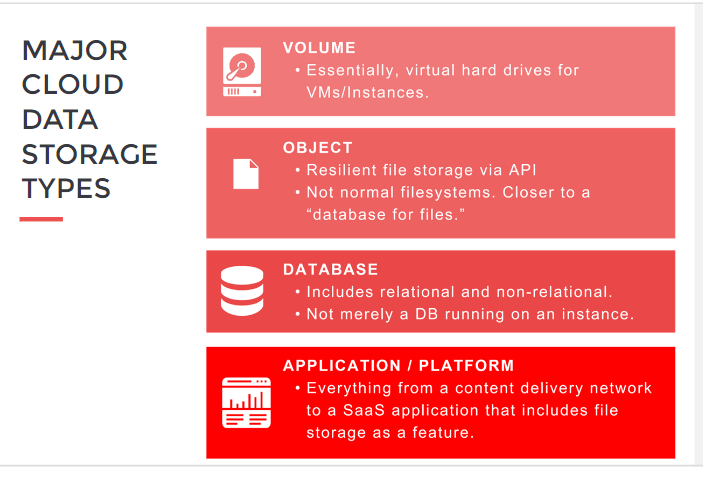 MAJOR
CLOUD
DATA
STORAGE
TYPES
VOLUME
• Essentially, virtual hard drives for
VMs/Instances.
OBJECT
• Resilient file storage via API
• Not normal filesystems. Closer to a
“database for files.”
DATABASE
• Includes relational and non-relational.
• Not merely a DB running on an instance.
APPLICATION / PLATFORM
• Everything from a content delivery network
to a SaaS application that includes file
storage as a feature.